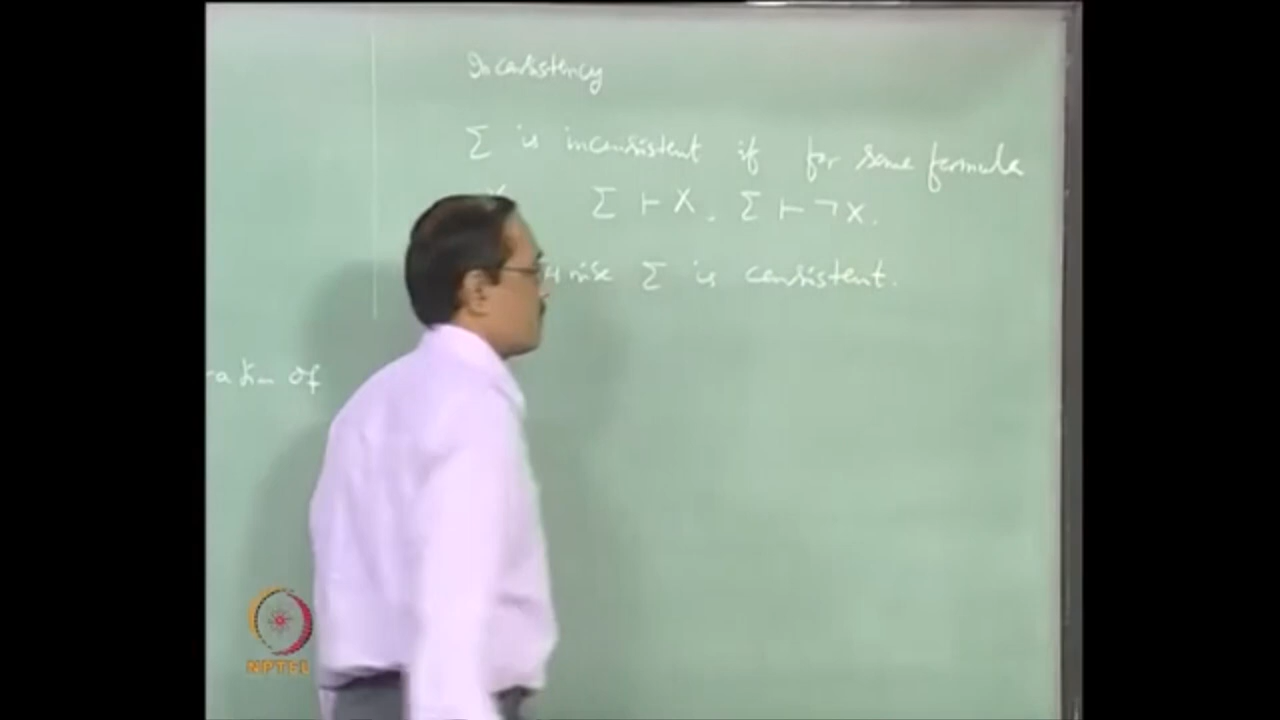 Inconsistency
Σ is inconsistent if for some formula
X Σ ⊢ X, Σ ⊢ ¬X.
Σ is consistent.
of
NPTEL